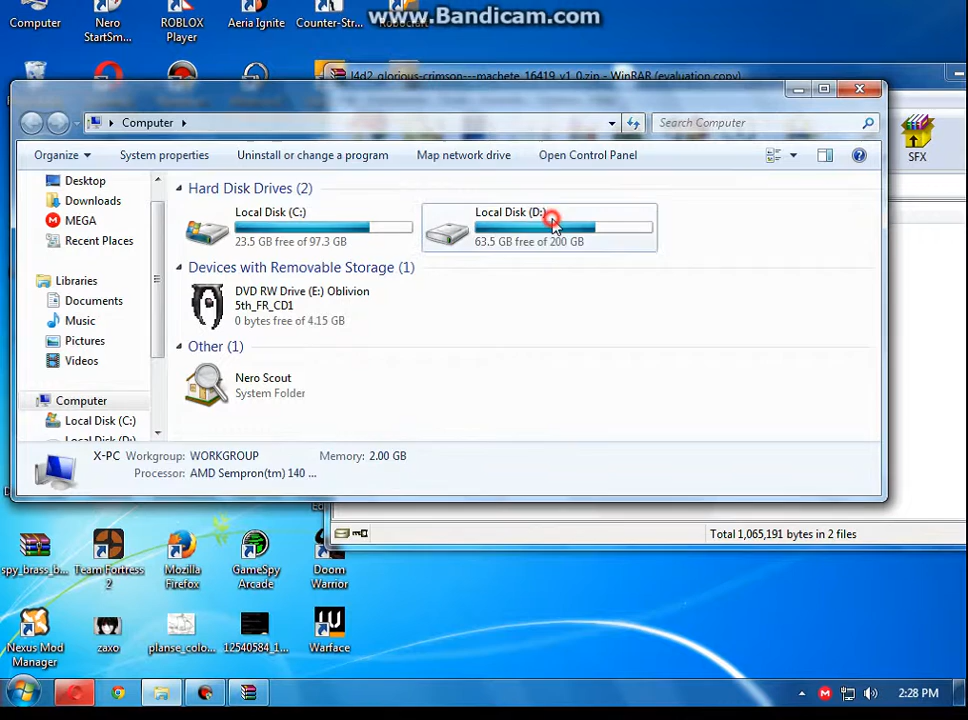 www.Bandicam.com
Computer
Nero
StartSm...
ROBLOX
Player
Aeria Ignite
Counter-Str...
l4d2_glorious-crimson---machete_16419_v1_0.zip - WinRAR (evaluation copy)
Computer
Search Computer
SFX
Organize
System properties
Uninstall or change a program
Map network drive
Open Control Panel
Desktop
Downloads
MEGA
Recent Places
Libraries
Documents
Music
Pictures
Videos
Computer
Local Disk (C:)
Local Disk (D:)
Hard Disk Drives (2)
Local Disk (C:)
23.5 GB free of 97.3 GB
Local Disk (D:)
63.5 GB free of 200 GB
Devices with Removable Storage (1)
DVD RW Drive (E:) Oblivion
5th_FR_CD1
0 bytes free of 4.15 GB
Other (1)
Nero Scout
System Folder
X-PC
Workgroup: WORKGROUP
Memory: 2.00 GB
Processor: AMD Sempron(tm) 140 ...
Total 1,065,191 bytes in 2 files
spy_brass_b...
Team Fortress
2
Mozilla
Firefox
GameSpy
Arcade
Doom
Warrior
Nexus Mod
Manager
zaxo
planse_colo...
12540584_1...
Warface
2:28 PM